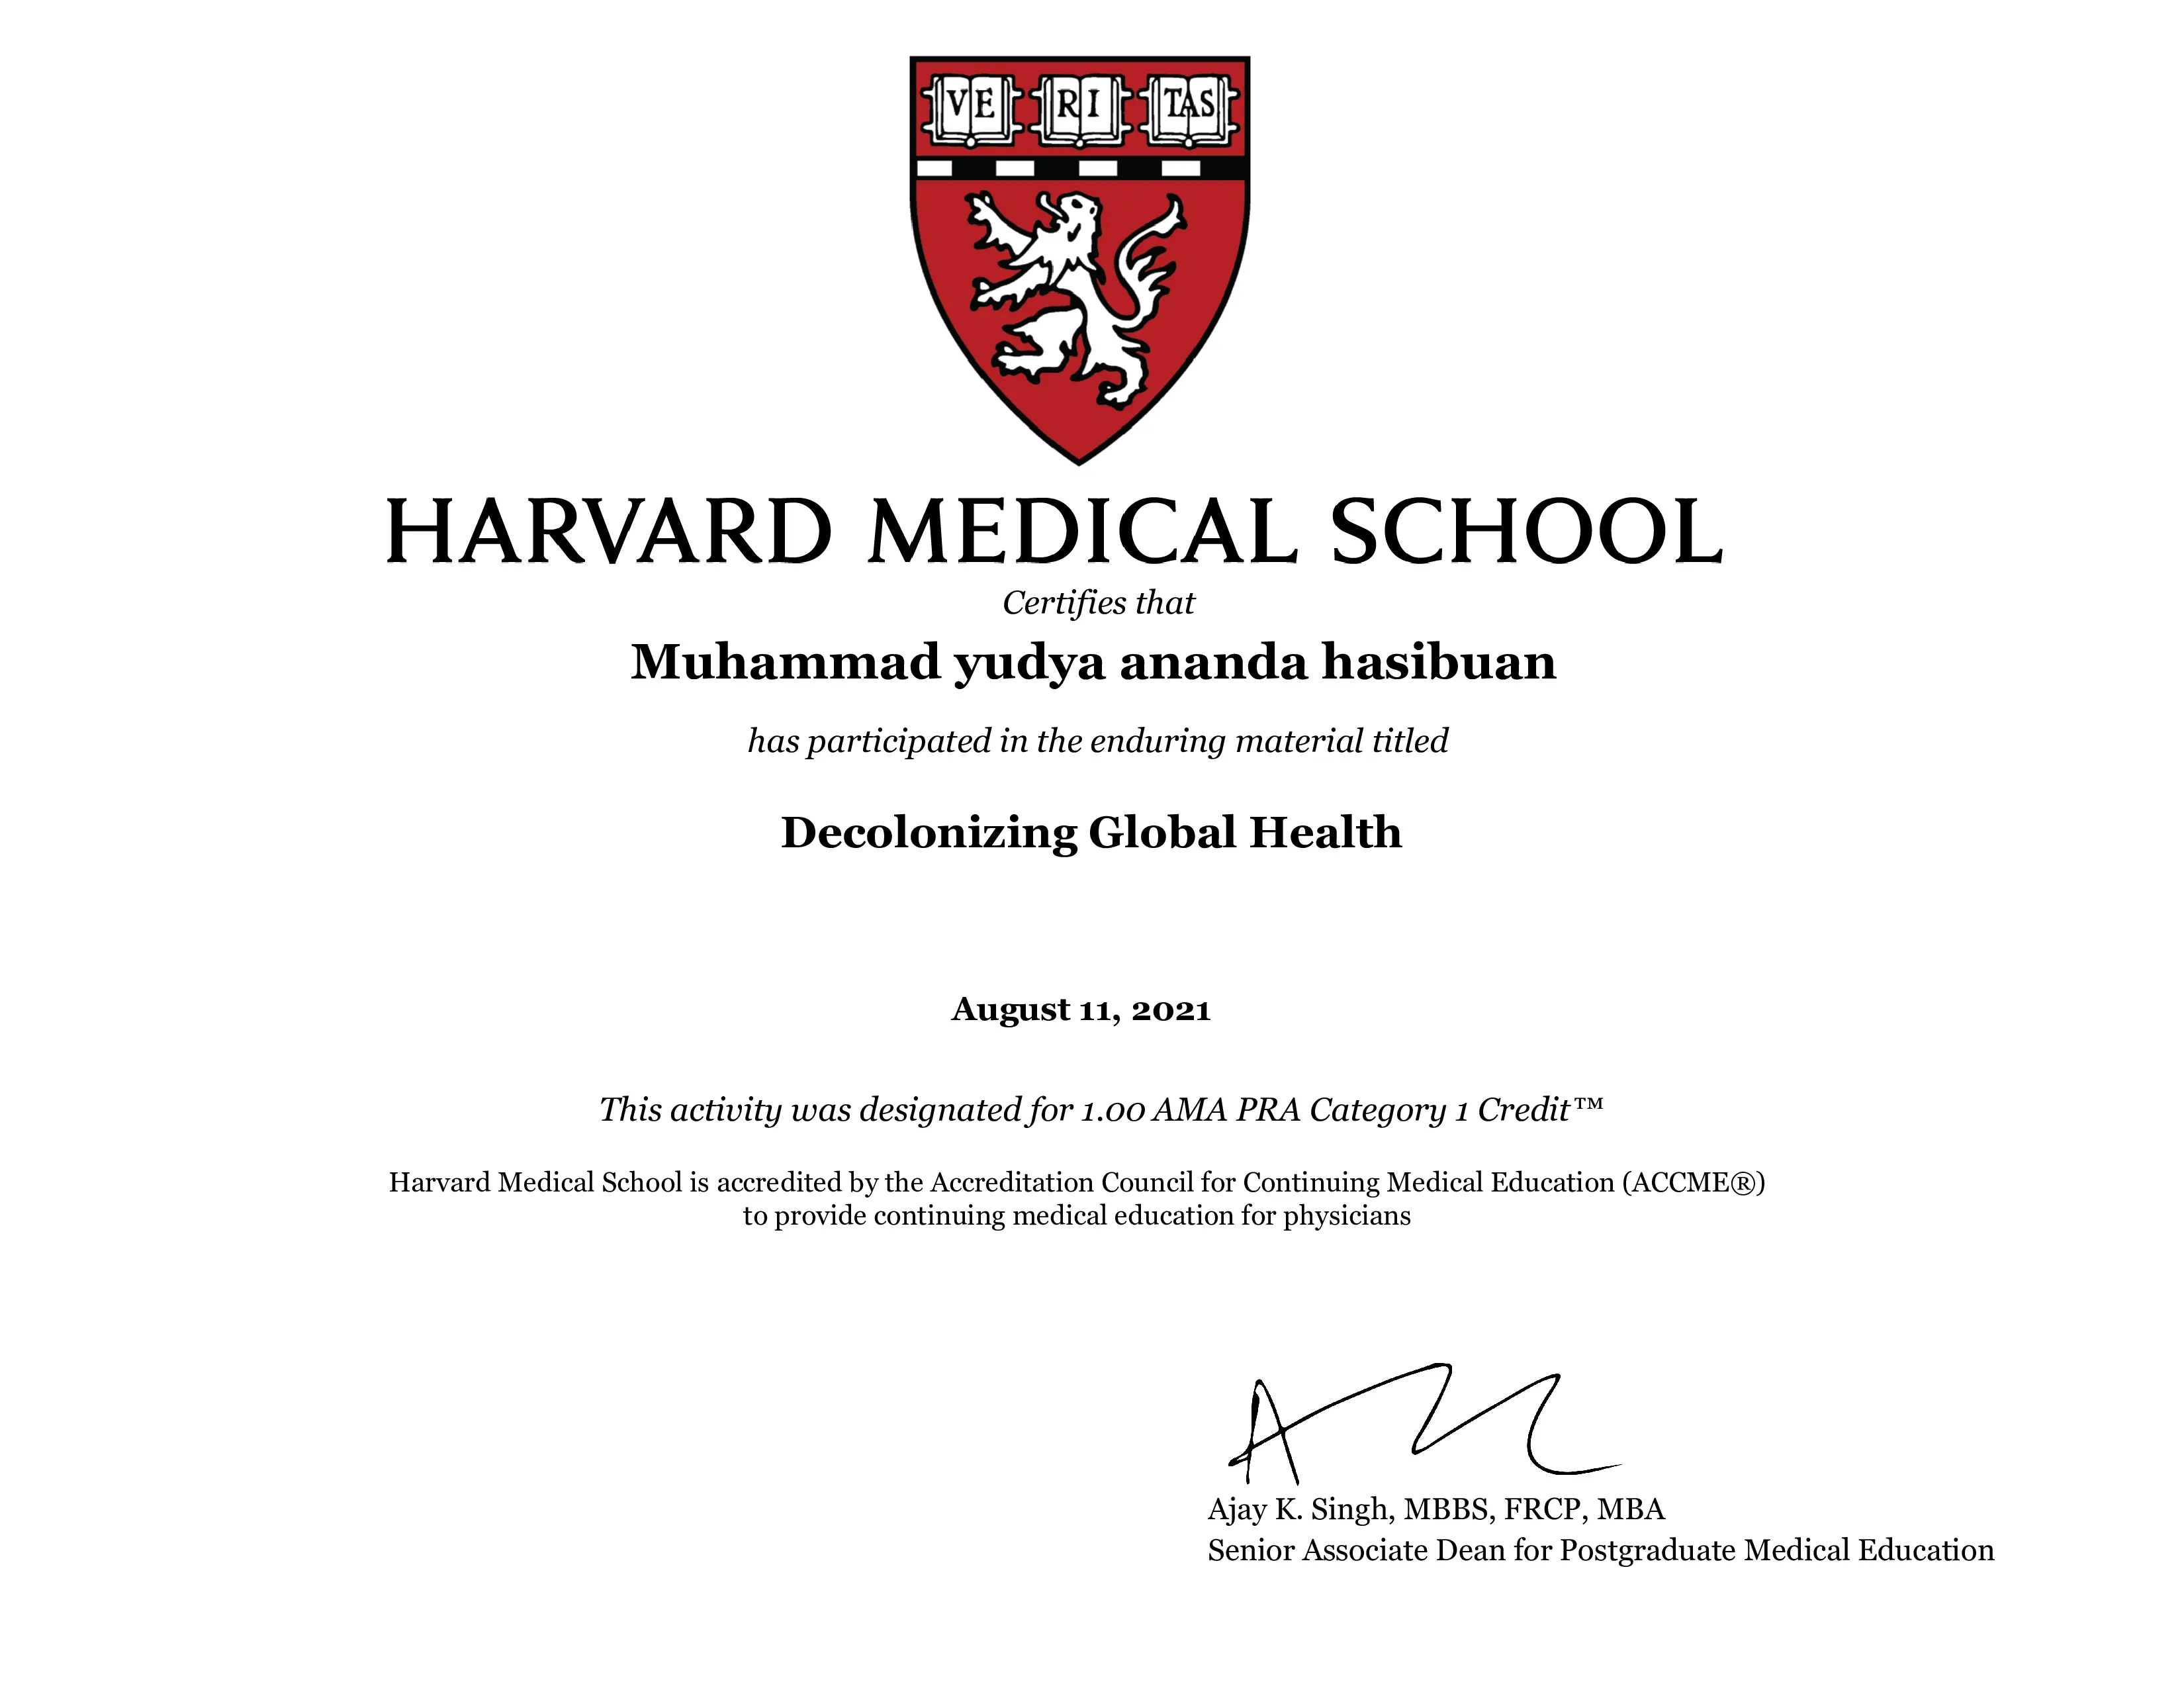 VE RI TAS
HARVARD MEDICAL SCHOOL
Certifies that
Muhammad yudya ananda hasibuan
has participated in the enduring material titled
Decolonizing Global Health
August 11, 2021
This activity was designated for 1.00 AMA PRA Category 1 Credit™
Harvard Medical School is accredited by the Accreditation Council for Continuing Medical Education (ACCME®)
to provide continuing medical education for physicians
Ajay K. Singh, MBBS, FRCP, MBA
Senior Associate Dean for Postgraduate Medical Education